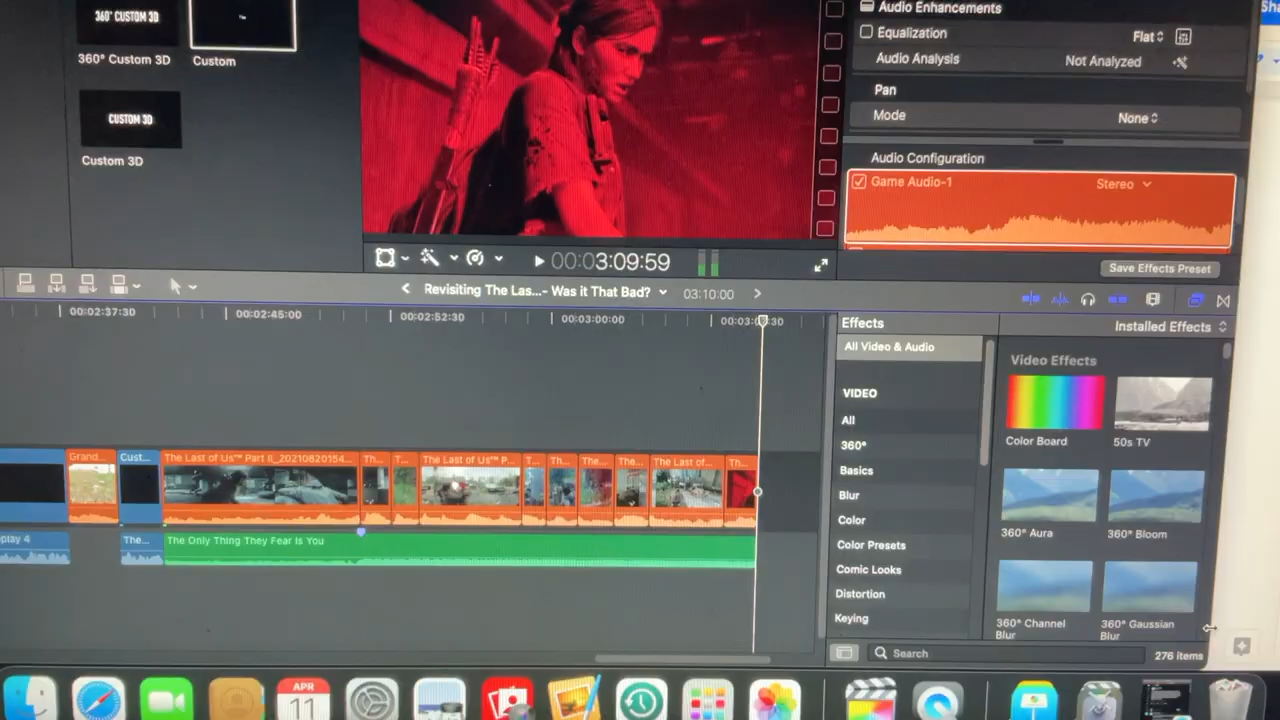 360° CUSTOM 3D
360° Custom 3D
Custom
CUSTOM 3D
Custom 3D
Audio Enhancements
Equalization
Flat
Audio Analysis
Not Analyzed
Pan
Mode
None
Audio Configuration
Game Audio-1
Stereo
Save Effects Preset
00:03:09:59
Revisiting The Las...- Was it That Bad?
03:10:00
00:02:37:30
00:02:45:00
00:02:52:30
00:03:00:00
Effects
Installed Effects
All Video & Audio
VIDEO
All
360°
Basics
Blur
Color
Color Presets
Comic Looks
Distortion
Keying
Video Effects
Color Board
50s TV
360° Aura
360° Bloom
360° Channel
Blur
360° Gaussian
Blur
Search
276 items
Grand...
Cust...
The Last of Us™ Part II_20210820154...
Th...
T...
The Last of Us™ P...
T...
Th...
The...
The...
The Last of...
Th...
play 4
The...
The Only Thing They Fear Is You
APR
11